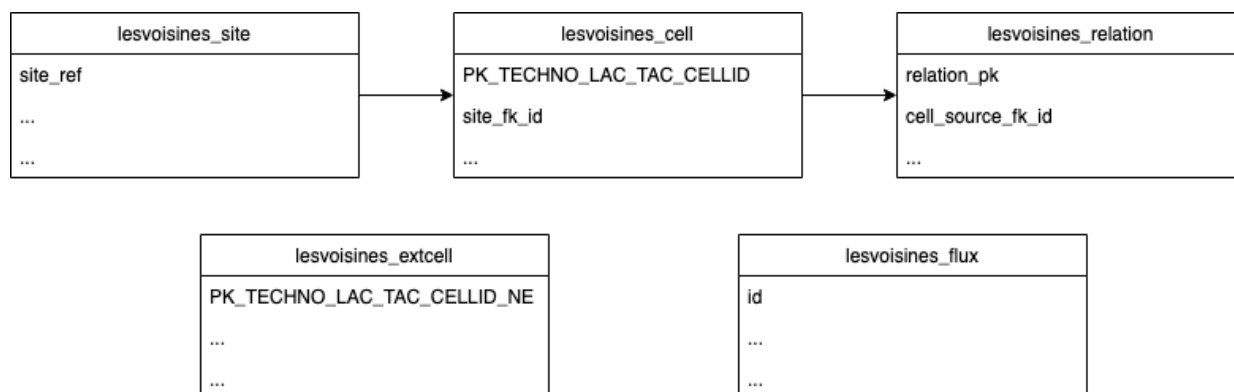 lesvoisines_site
site_ref
...
...
lesvoisines_cell
PK_TECHNO_LAC_TAC_CELLID
site_fk_id
...
lesvoisines_relation
relation_pk
cell_source_fk_id
...
lesvoisines_extcell
PK_TECHNO_LAC_TAC_CELLID_NE
...
...
lesvoisines_flux
id
...
...